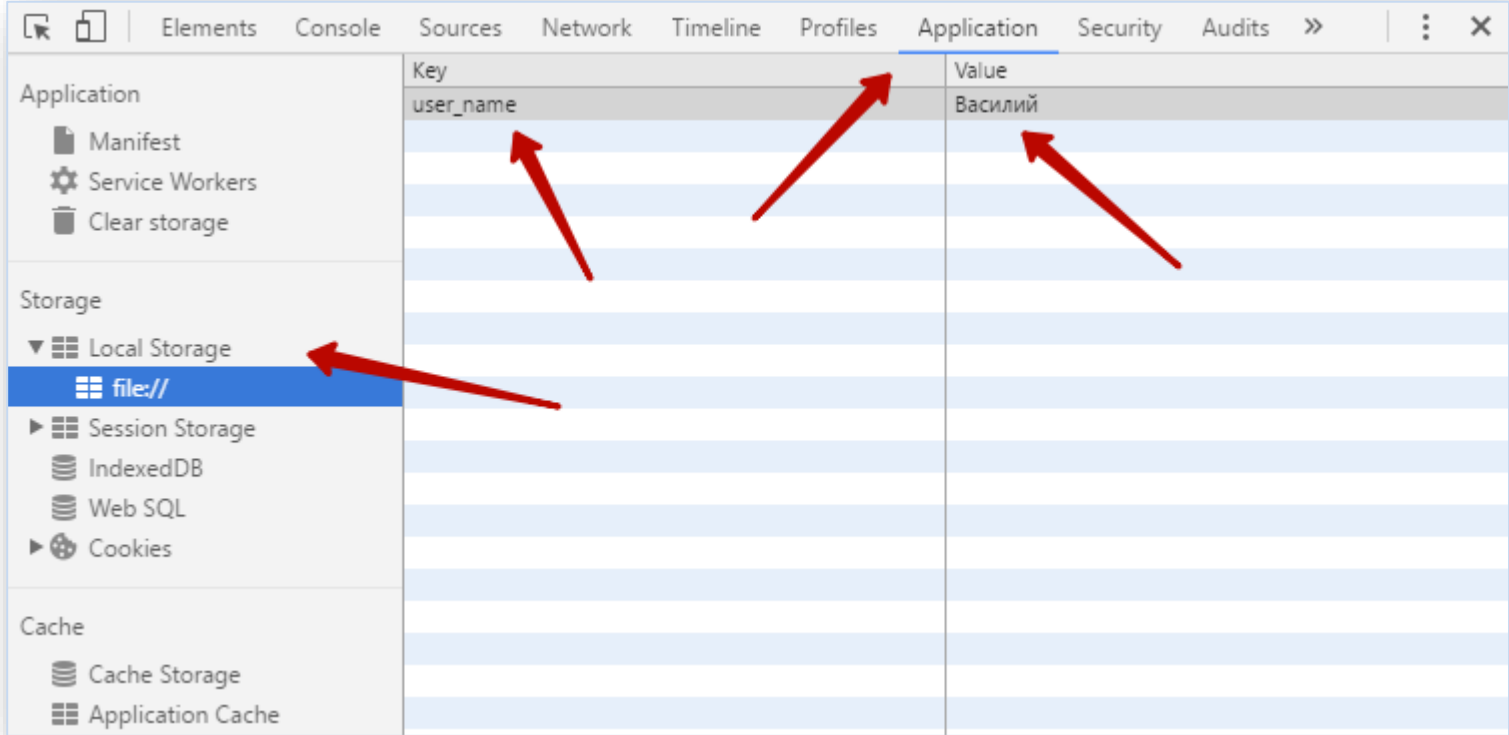 Elements Console Sources Network Timeline Profiles Application Security Audits »
Application
Manifest
Service Workers
Clear storage
Storage
Local Storage
file://
Session Storage
IndexedDB
Web SQL
Cookies
Cache
Cache Storage
Application Cache
Key Value
user_name Василий